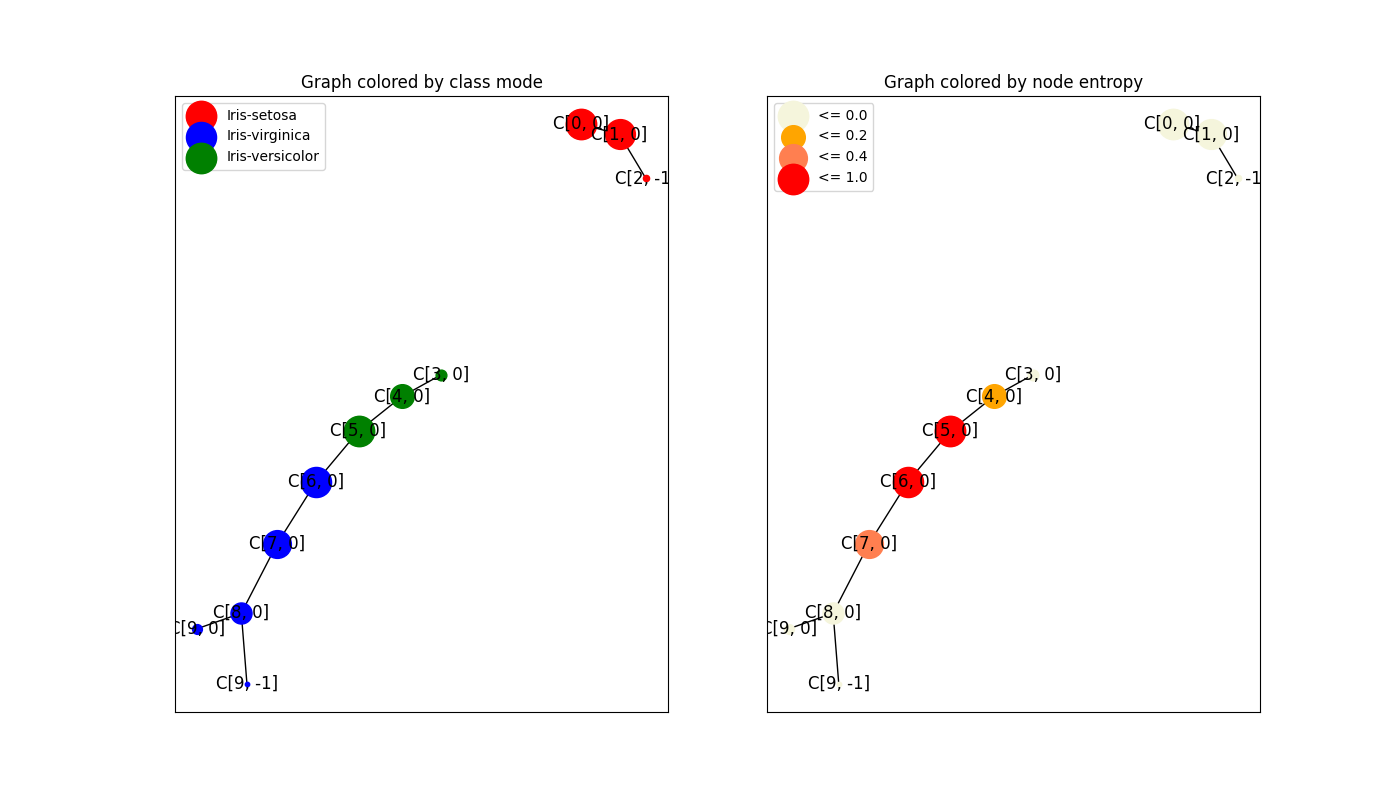 Graph colored by class mode
Iris-setosa
Iris-virginica
Iris-versicolor
C[0, 0]
C[1, 0]
C[2, -1
C[3, 0]
C[4, 0]
C[5, 0]
C[6, 0]
C[7, 0]
C[8, 0]
C[9, 0]
C[9, -1]
Graph colored by node entropy
<= 0.0
<= 0.2
<= 0.4
<= 1.0
C[0, 0]
C[1, 0]
C[2, -1
C[3, 0]
C[4, 0]
C[5, 0]
C[6, 0]
C[7, 0]
C[8, 0]
C[9, 0]
C[9, -1]